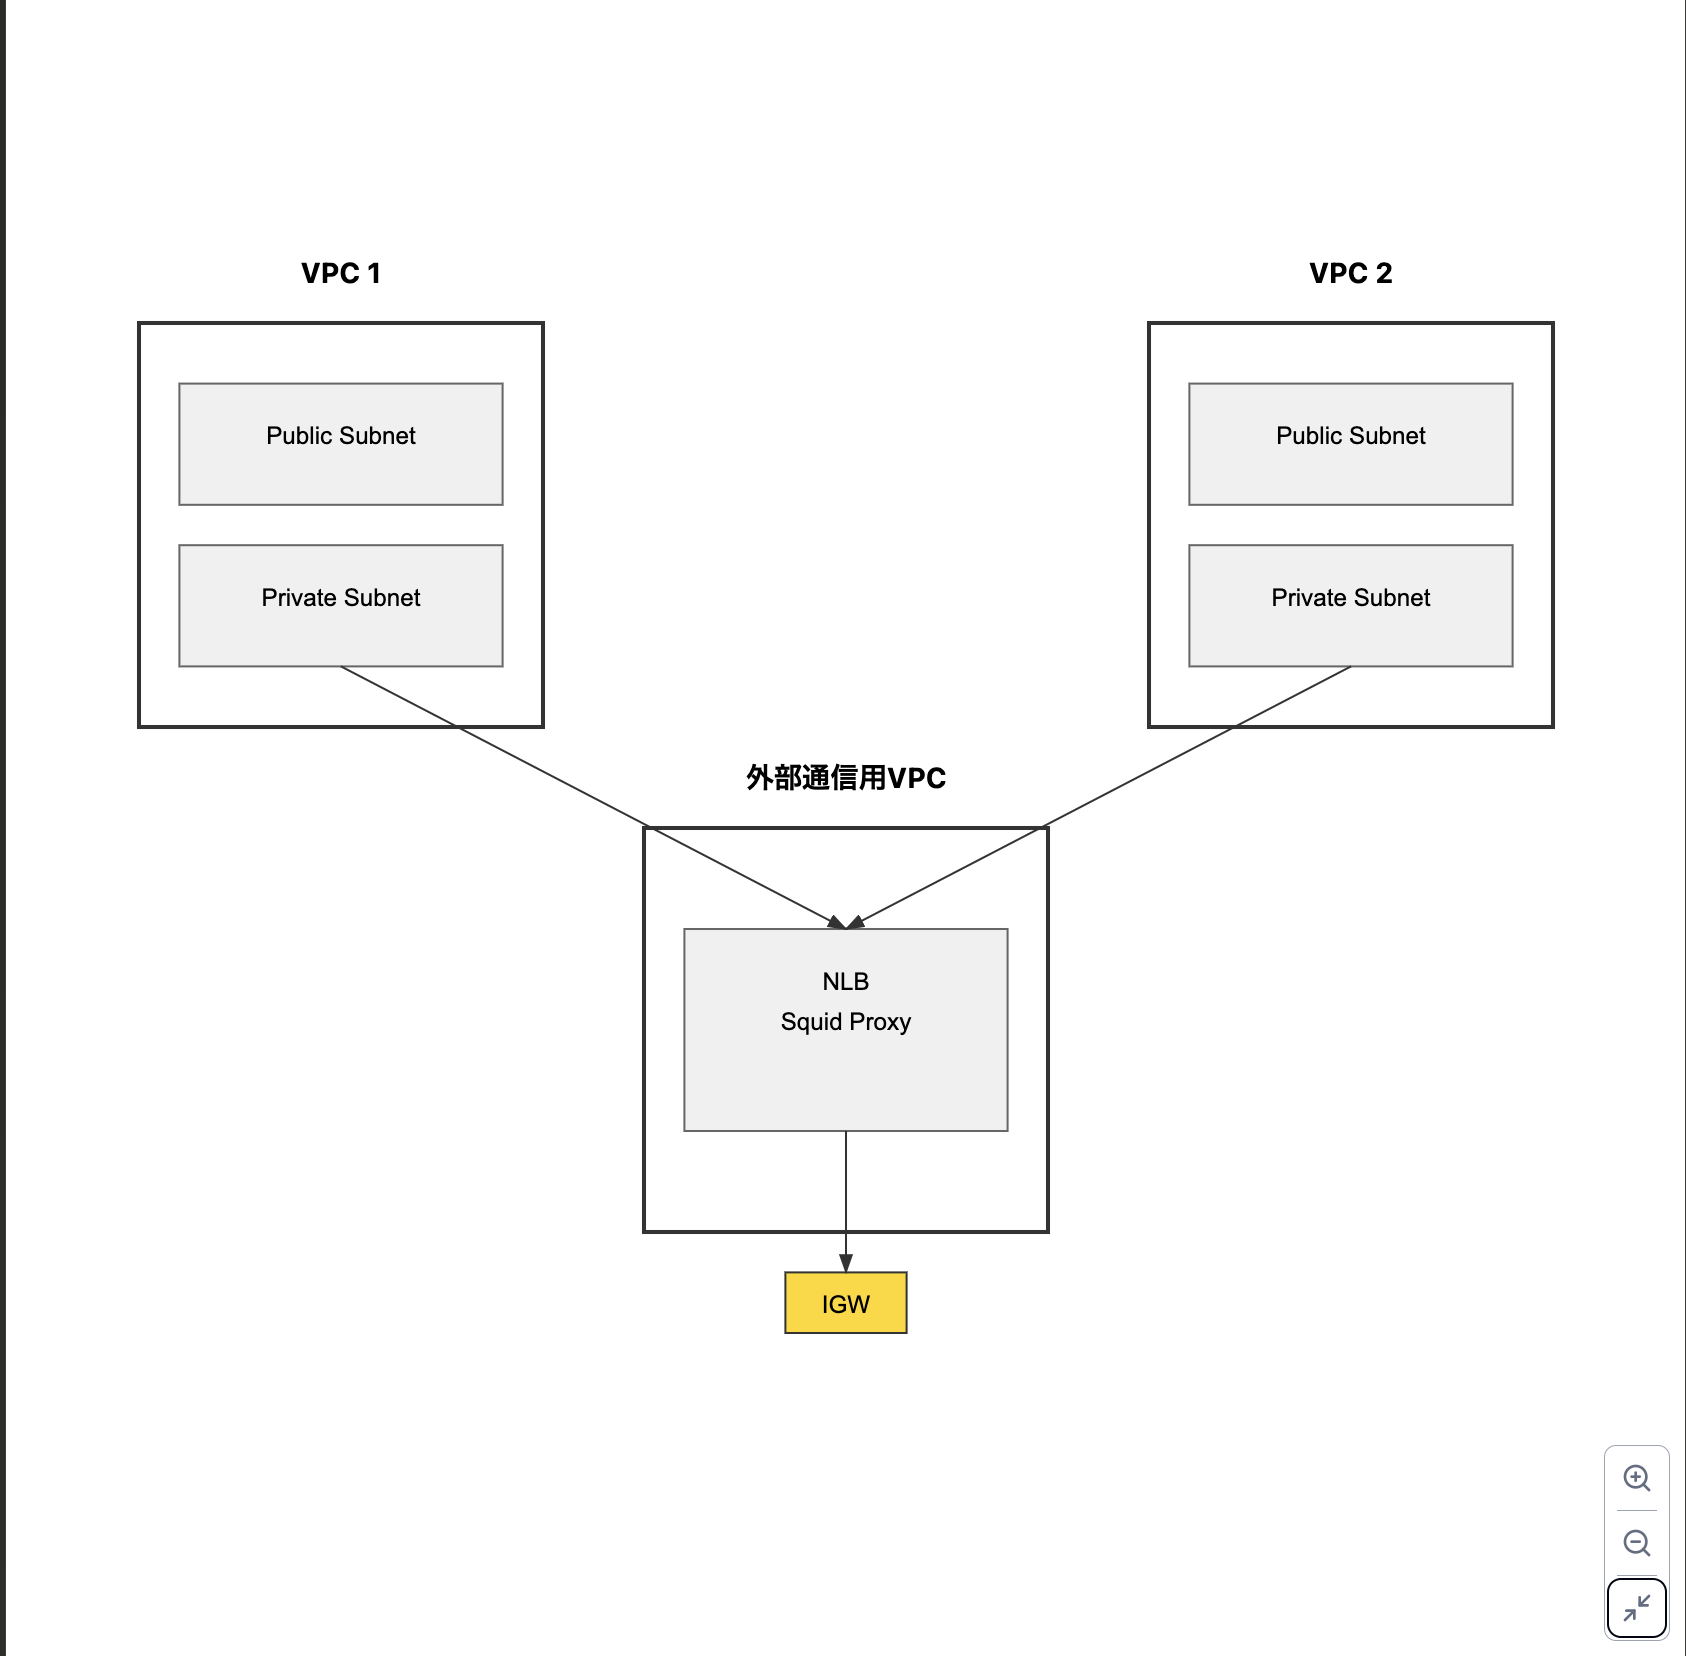 VPC 1
Public Subnet
Private Subnet
VPC 2
Public Subnet
Private Subnet
外部通信用VPC
NLB
Squid Proxy
IGW